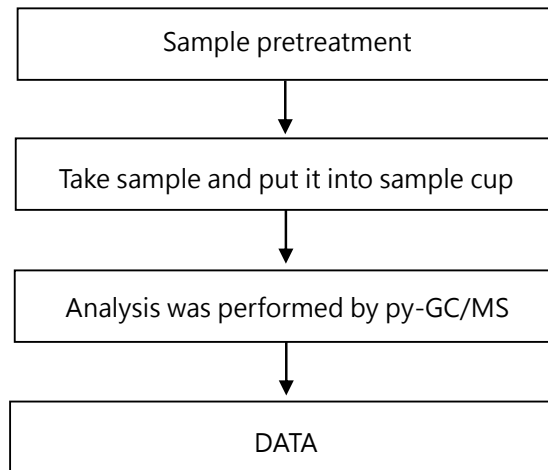 Sample pretreatment
Take sample and put it into sample cup
Analysis was performed by py-GC/MS
DATA